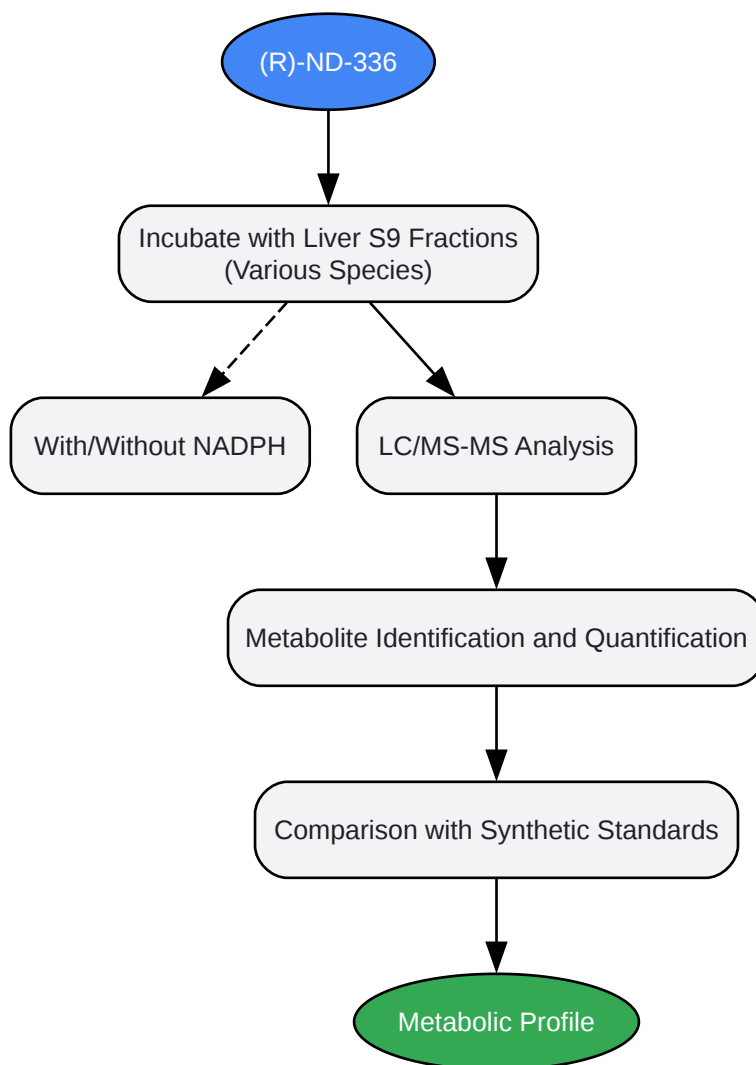 (R)-ND-336
Incubate with Liver S9 Fractions
(Various Species)
With/Without NADPH
LC/MS-MS Analysis
Metabolite Identification and Quantification
Comparison with Synthetic Standards
Metabolic Profile